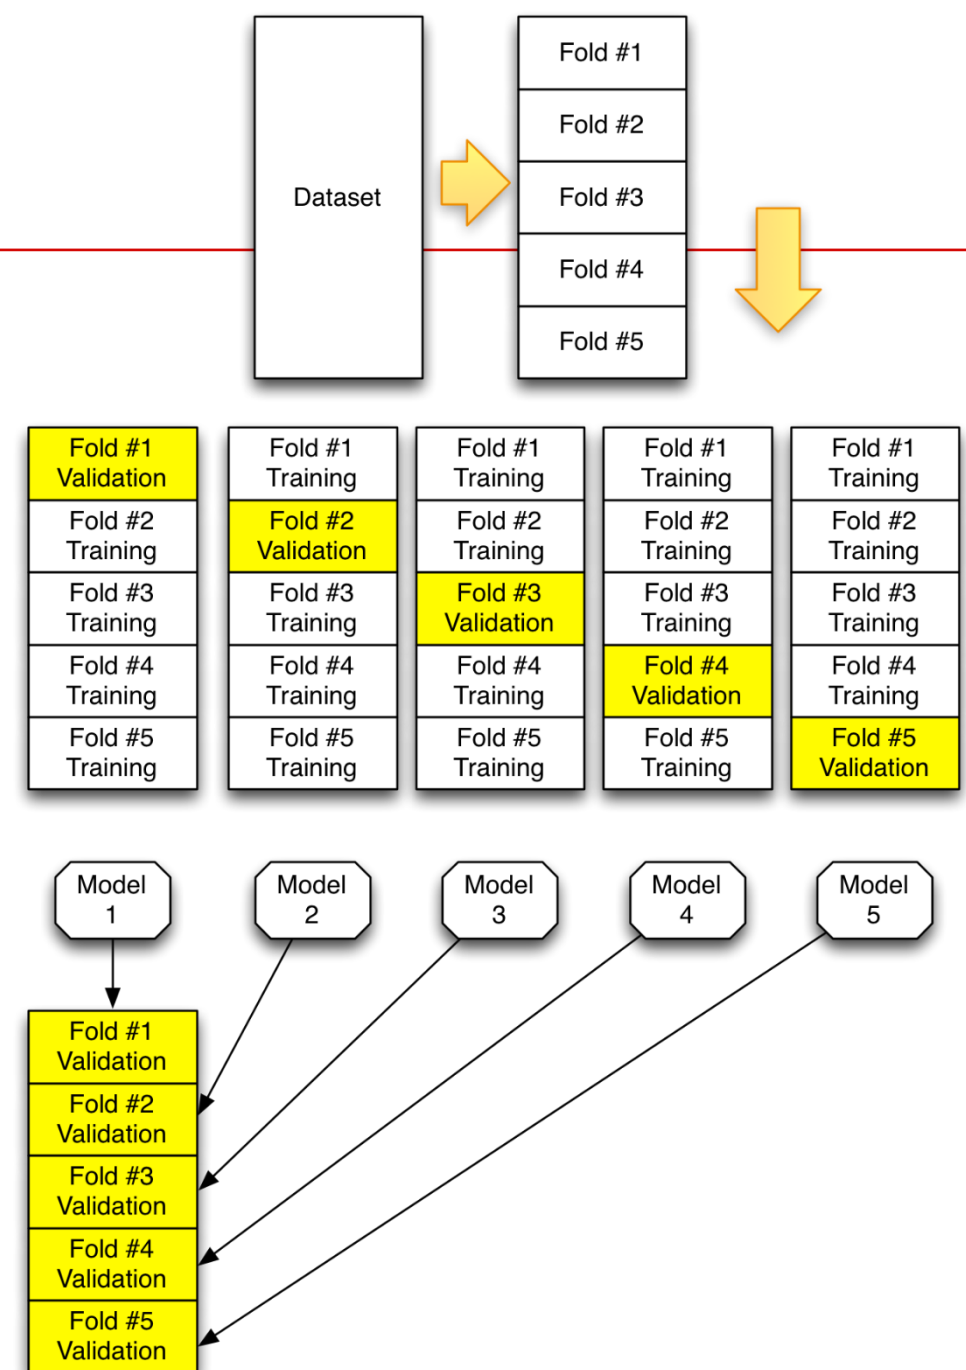 Dataset
Fold #1
Fold #2
Fold #3
Fold #4
Fold #5
Fold #1
Validation
Fold #2
Training
Fold #3
Training
Fold #4
Training
Fold #5
Training
Fold #1
Training
Fold #2
Validation
Fold #3
Training
Fold #4
Training
Fold #5
Training
Fold #1
Training
Fold #2
Training
Fold #3
Validation
Fold #4
Training
Fold #5
Training
Fold #1
Training
Fold #2
Training
Fold #3
Training
Fold #4
Validation
Fold #5
Training
Fold #1
Training
Fold #2
Training
Fold #3
Training
Fold #4
Training
Fold #5
Validation
Model
1
Model
2
Model
3
Model
4
Model
5
Fold #1
Validation
Fold #2
Validation
Fold #3
Validation
Fold #4
Validation
Fold #5
Validation